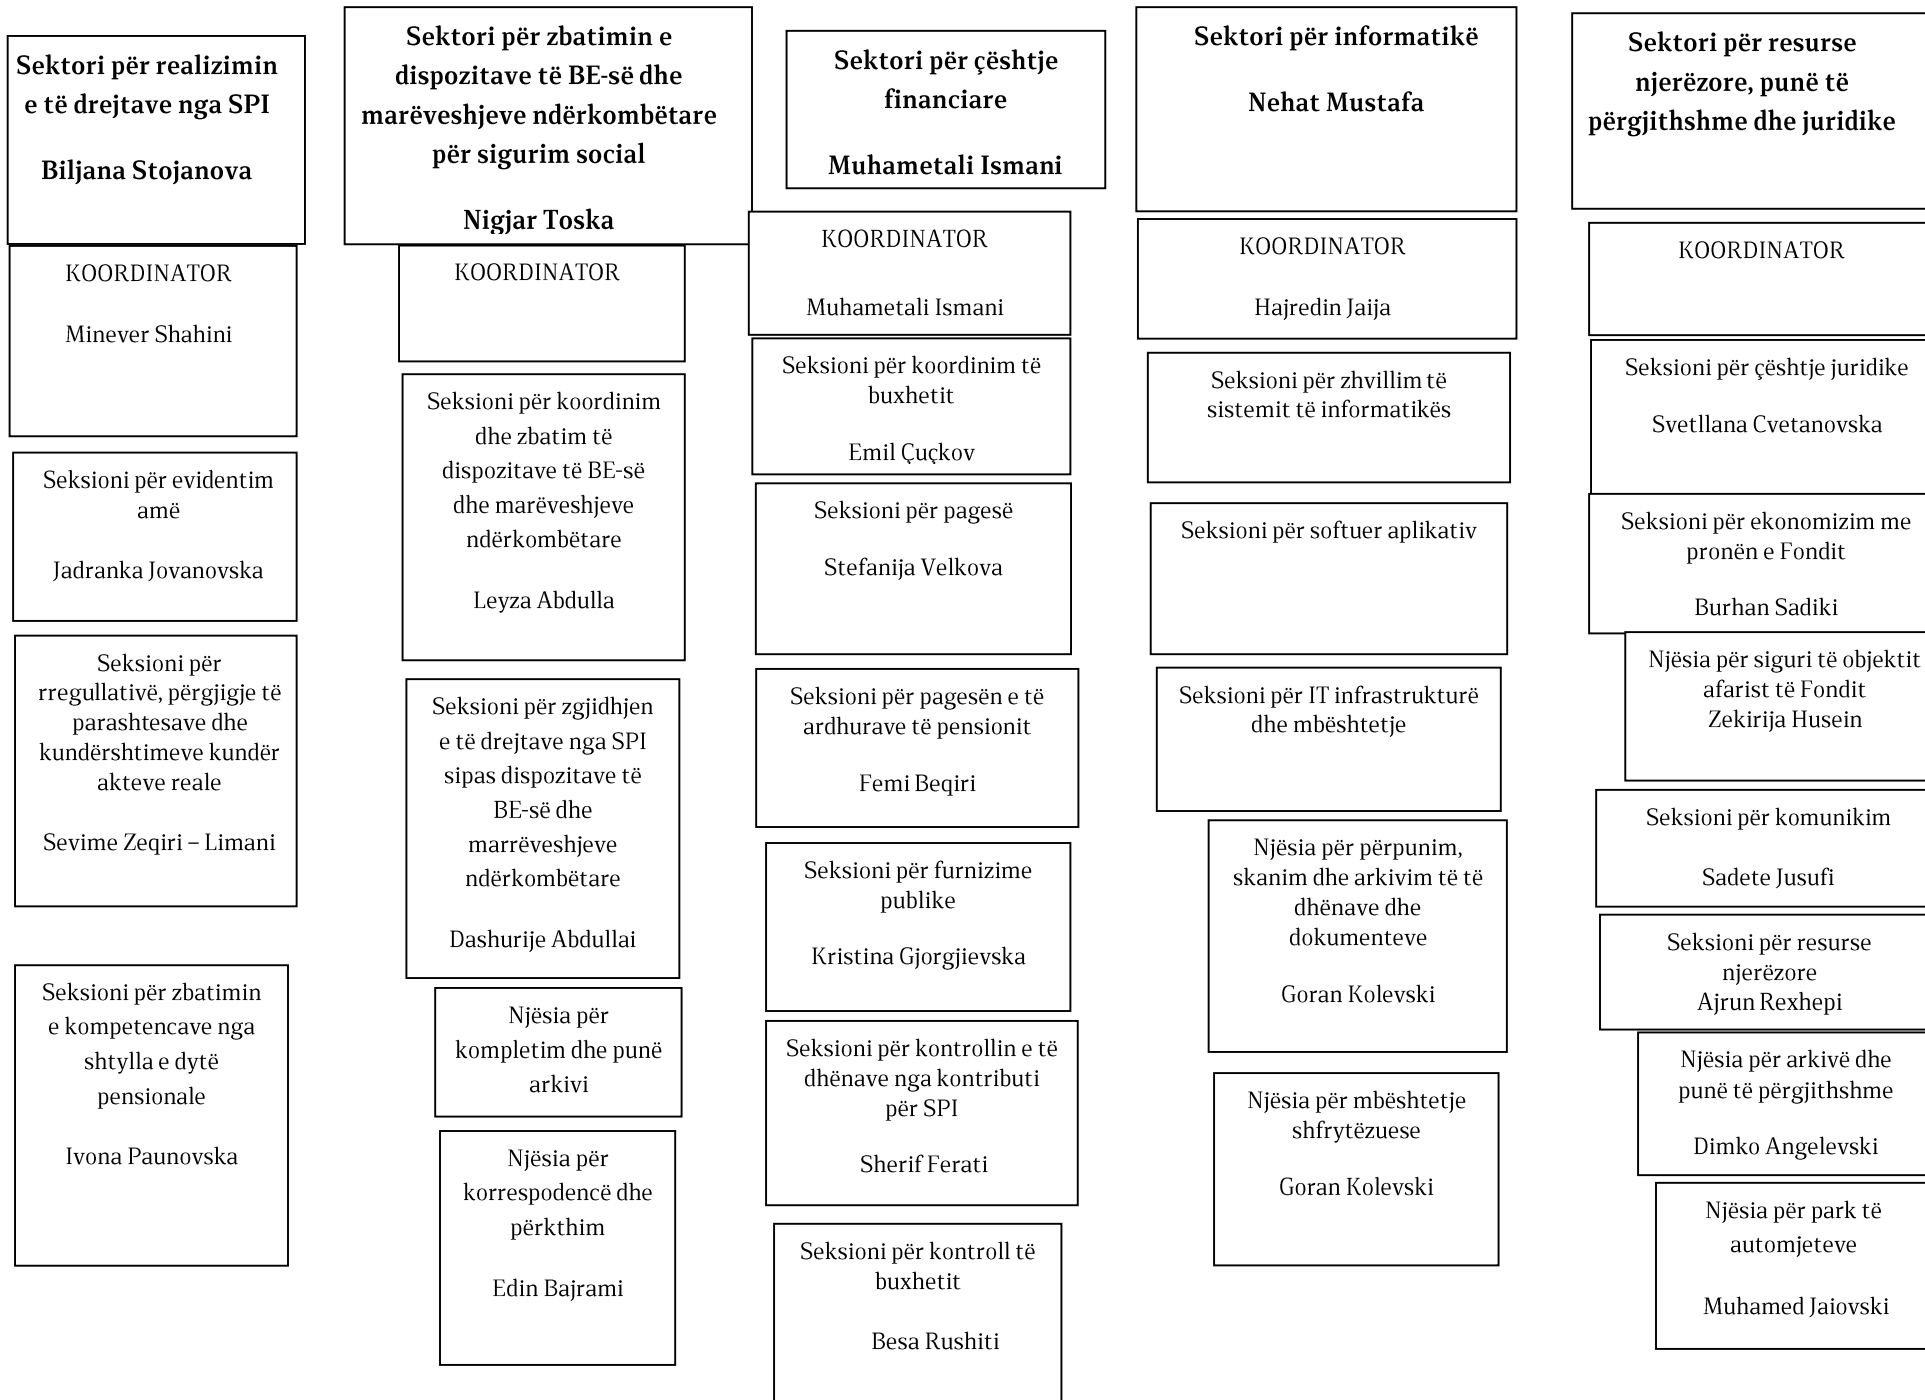 Sektori për realizimin
e të drejtave nga SPI
Biljana Stojanova
KOORDINATOR
Minever Shahini
Seksioni për evidentim
amë
Jadranka Jovanovska
Seksioni për
rregullativë, përgjigje të
parashtesave dhe
kundërshtimeve kundër
akteve reale
Sevime Zeqiri – Limani
Seksioni për zbatimin
e kompetencave nga
shtylla e dytë
pensionale
Ivona Paunovska
Sektori për zbatimin e
dispozitave të BE-së dhe
marëveshjeve ndërkombëtare
për sigurim social
Nigjar Toska
KOORDINATOR
Seksioni për koordinim
dhe zbatim të
dispozitave të BE-së
dhe marëveshjeve
ndërkombëtare
Leyza Abdulla
Seksioni për zgjidhjen
e të drejtave nga SPI
sipas dispozitave të
BE-së dhe
marrëveshjeve
ndërkombëtare
Dashurije Abdullai
Njësia për
kompletim dhe punë
arkivi
Njësia për
korrespodencë dhe
përkthim
Edin Bajrami
Sektori për çështje
financiare
Muhametali Ismani
KOORDINATOR
Muhametali Ismani
Seksioni për koordinim të
buxhetit
Emil Çuçkov
Seksioni për pagesë
Stefanija Velkova
Seksioni për pagesën e të
ardhurave të pensionit
Femi Beqiri
Seksioni për furnizime
publike
Kristina Gjorgjievska
Seksioni për kontrollin e të
dhënave nga kontributi
për SPI
Sherif Ferati
Seksioni për kontroll të
buxhetit
Besa Rushiti
Sektori për informatikë
Nehat Mustafa
KOORDINATOR
Hajredin Jaija
Seksioni për zhvillim të
sistemit të informatikës
Seksioni për softuer aplikativ
Seksioni për IT infrastrukturë
dhe mbështetje
Njësia për përpunim,
skanim dhe arkivim të të
dhënave dhe
dokumenteve
Goran Kolevski
Njësia për mbështetje
shfrytëzuese
Goran Kolevski
Sektori për resurse
njerëzore, punë të
përgjithshme dhe juridike
KOORDINATOR
Seksioni për çështje juridike
Svetllana Cvetanovska
Seksioni për ekonomizim me
pronën e Fondit
Burhan Sadiki
Njësia për siguri të objektit
afarist të Fondit
Zekirija Husein
Seksioni për komunikim
Sadete Jusufi
Seksioni për resurse
njerëzore
Ajrun Rexhepi
Njësia për arkivë dhe
punë të përgjithshme
Dimko Angelevski
Njësia për park të
automjeteve
Muhamed Jaiovski